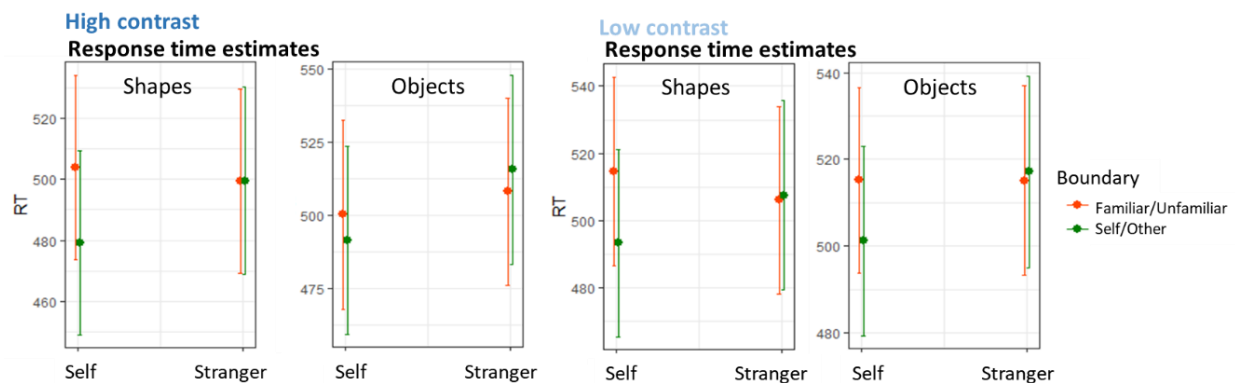 High contrast
Response time estimates
Shapes
RT
520
500
480
460
Self
Stranger
Objects
550
525
500
475
Self
Stranger
Low contrast
Response time estimates
Shapes
RT
540
520
500
480
Self
Stranger
Objects
540
520
500
480
Self
Stranger
Boundary
Familiar/Unfamiliar
Self/Other